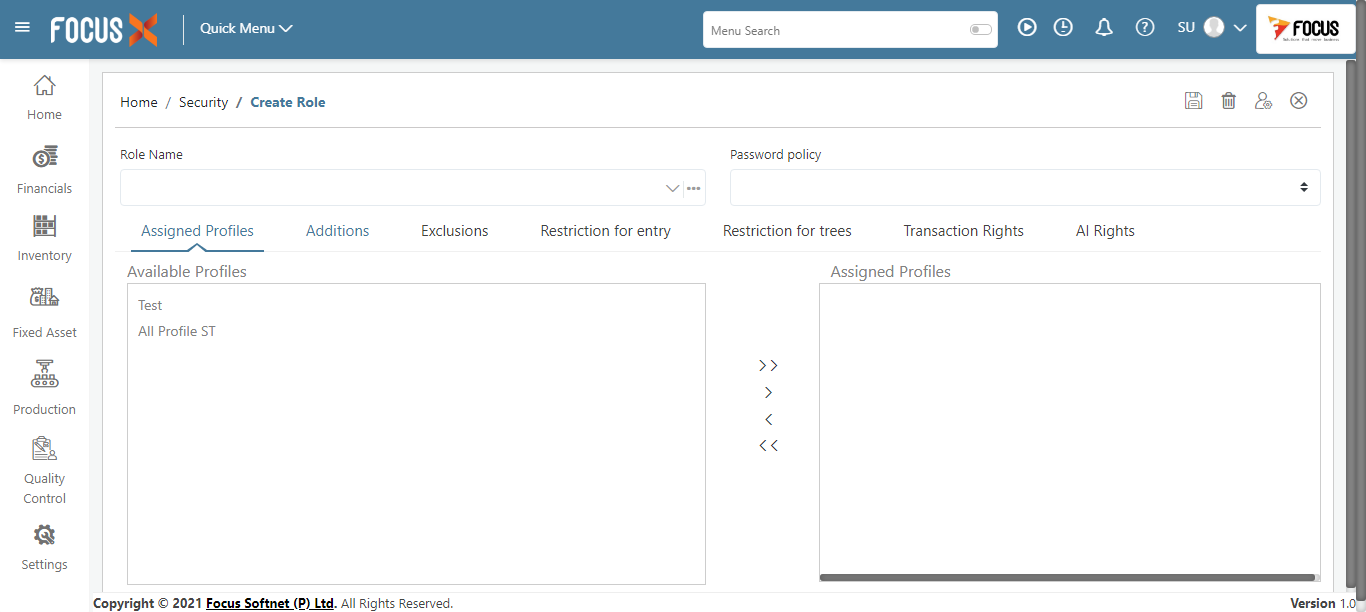 FOCUS X
Quick Menu
Menu Search
SU
FOCUS
Home / Security / Create Role
Role Name
Password policy
Assigned Profiles
Additions
Exclusions
Restriction for entry
Restriction for trees
Transaction Rights
AI Rights
Available Profiles
Assigned Profiles
Test
All Profile ST
>>
>
<
<<
Home
Financials
Inventory
Fixed Asset
Production
Quality
Control
Settings
Copyright © 2021 Focus Softnet (P) Ltd. All Rights Reserved.
Version 1.0